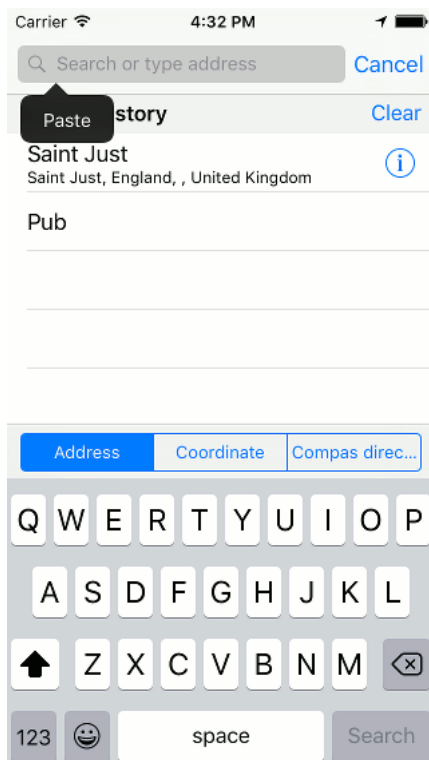 Carrier 4:32 PM
Search or type address Cancel
Paste
story Clear
Saint Just
Saint Just, England, , United Kingdom
Pub
Address Coordinate Compas direc...
Q W E R T Y U I O P
A S D F G H J K L
Z X C V B N M
123 space Search